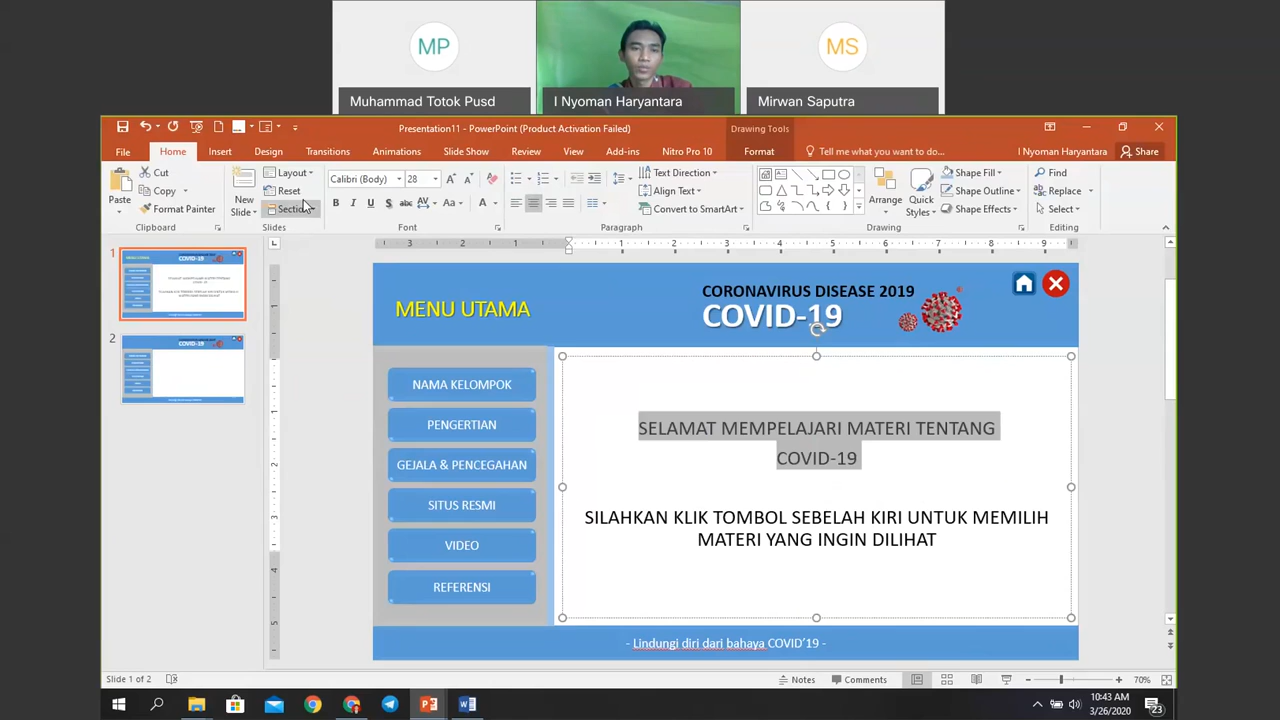 MP
MS
Muhammad Totok Pusd
I Nyoman Haryantara
Mirwan Saputra
Presentation11 - PowerPoint (Product Activation Failed)
Drawing Tools
File
Home
Insert
Design
Transitions
Animations
Slide Show
Review
View
Add-ins
Nitro Pro 10
Format
Tell me what you want to do...
I Nyoman Haryantara
Share
Paste
Cut
Copy
Format Painter
Clipboard
New
Slide
Layout
Reset
Section
Slides
Calibri (Body)
28
Font
Text Direction
Align Text
Convert to SmartArt
Paragraph
Arrange
Quick
Styles
Shape Fill
Shape Outline
Shape Effects
Drawing
Find
Replace
Select
Editing
1
2
MENU UTAMA
CORONAVIRUS DISEASE 2019
COVID-19
NAMA KELOMPOK
PENGERTIAN
GEJALA & PENCEGAHAN
SITUS RESMI
VIDEO
REFERENSI
SELAMAT MEMPELAJARI MATERI TENTANG
COVID-19
SILAHKAN KLIK TOMBOL SEBELAH KIRI UNTUK MEMILIH
MATERI YANG INGIN DILIHAT
- Lindungi diri dari bahaya COVID'19 -
Slide 1 of 2
Notes
Comments
70%
10:43 AM
3/26/2020
23